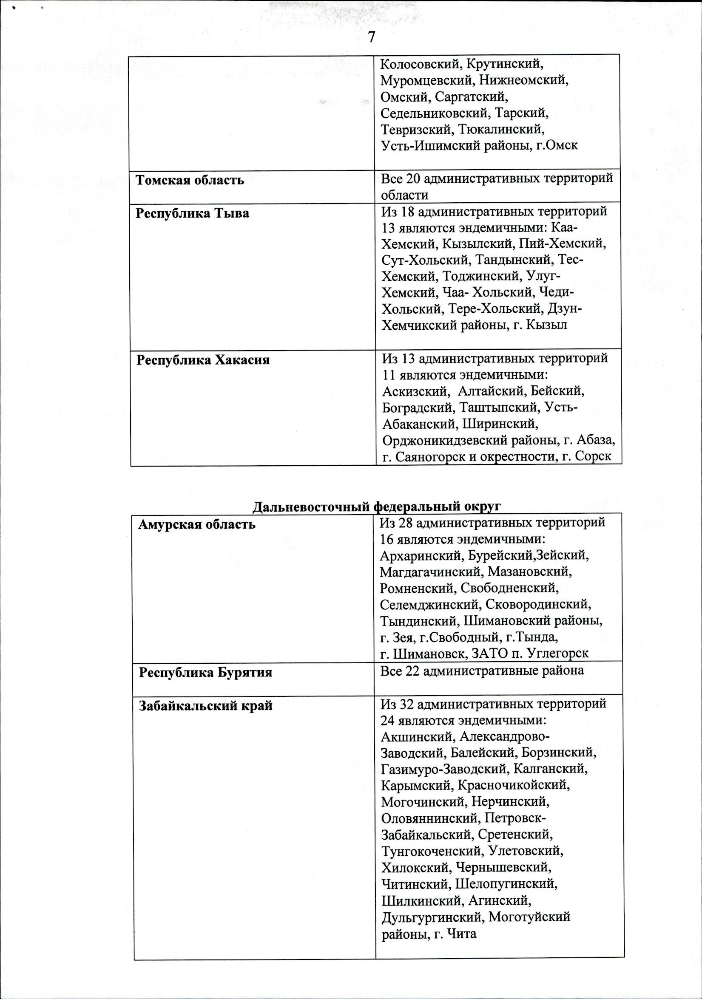 7
Колосовский, Крутинский,
Муромцевский, Нижнеомский,
Омский, Саргатский,
Седельниковский, Тарский,
Тевризский, Тюкалинский,
Усть-Ишимский районы, г.Омск
Томская область
Все 20 административных территорий
области
Республика Тыва
Из 18 административных территорий
13 являются эндемичными: Каа-
Хемский, Кызылский, Пий-Хемский,
Сут-Хольский, Тандынский, Тес-
Хемский, Тоджинский, Улуг-
Хемский, Чаа- Хольский, Чеди-
Хольский, Тере-Хольский, Дзун-
Хемчикский районы, г. Кызыл
Республика Хакасия
Из 13 административных территорий
11 являются эндемичными:
Аскизский,  Алтайский, Бейский,
Боградский, Таштыпский, Усть-
Абаканский, Ширинский,
Орджоникидзевский районы, г. Абаза,
г. Саяногорск и окрестности, г. Сорск
Дальневосточный федеральный округ
Амурская область
Из 28 административных территорий
16 являются эндемичными:
Архаринский, Бурейский,Зейский,
Магдагачинский, Мазановский,
Ромненский, Свободненский,
Селемджинский, Сковородинский,
Тындинский, Шимановский районы,
г. Зея, г.Свободный, г.Тында,
г. Шимановск, ЗАТО п. Углегорск
Республика Бурятия
Все 22 административные района
Забайкальский край
Из 32 административных территорий
24 являются эндемичными:
Акшинский, Александрово-
Заводский, Балейский, Борзинский,
Газимуро-Заводский, Калганский,
Карымский, Красночикойский,
Могочинский, Нерчинский,
Оловяннинский, Петровск-
Забайкальский, Сретенский,
Тунгокоченский, Улетовский,
Хилокский, Чернышевский,
Читинский, Шелопугинский,
Шилкинский, Агинский,
Дульгургинский, Моготуйский
районы, г. Чита